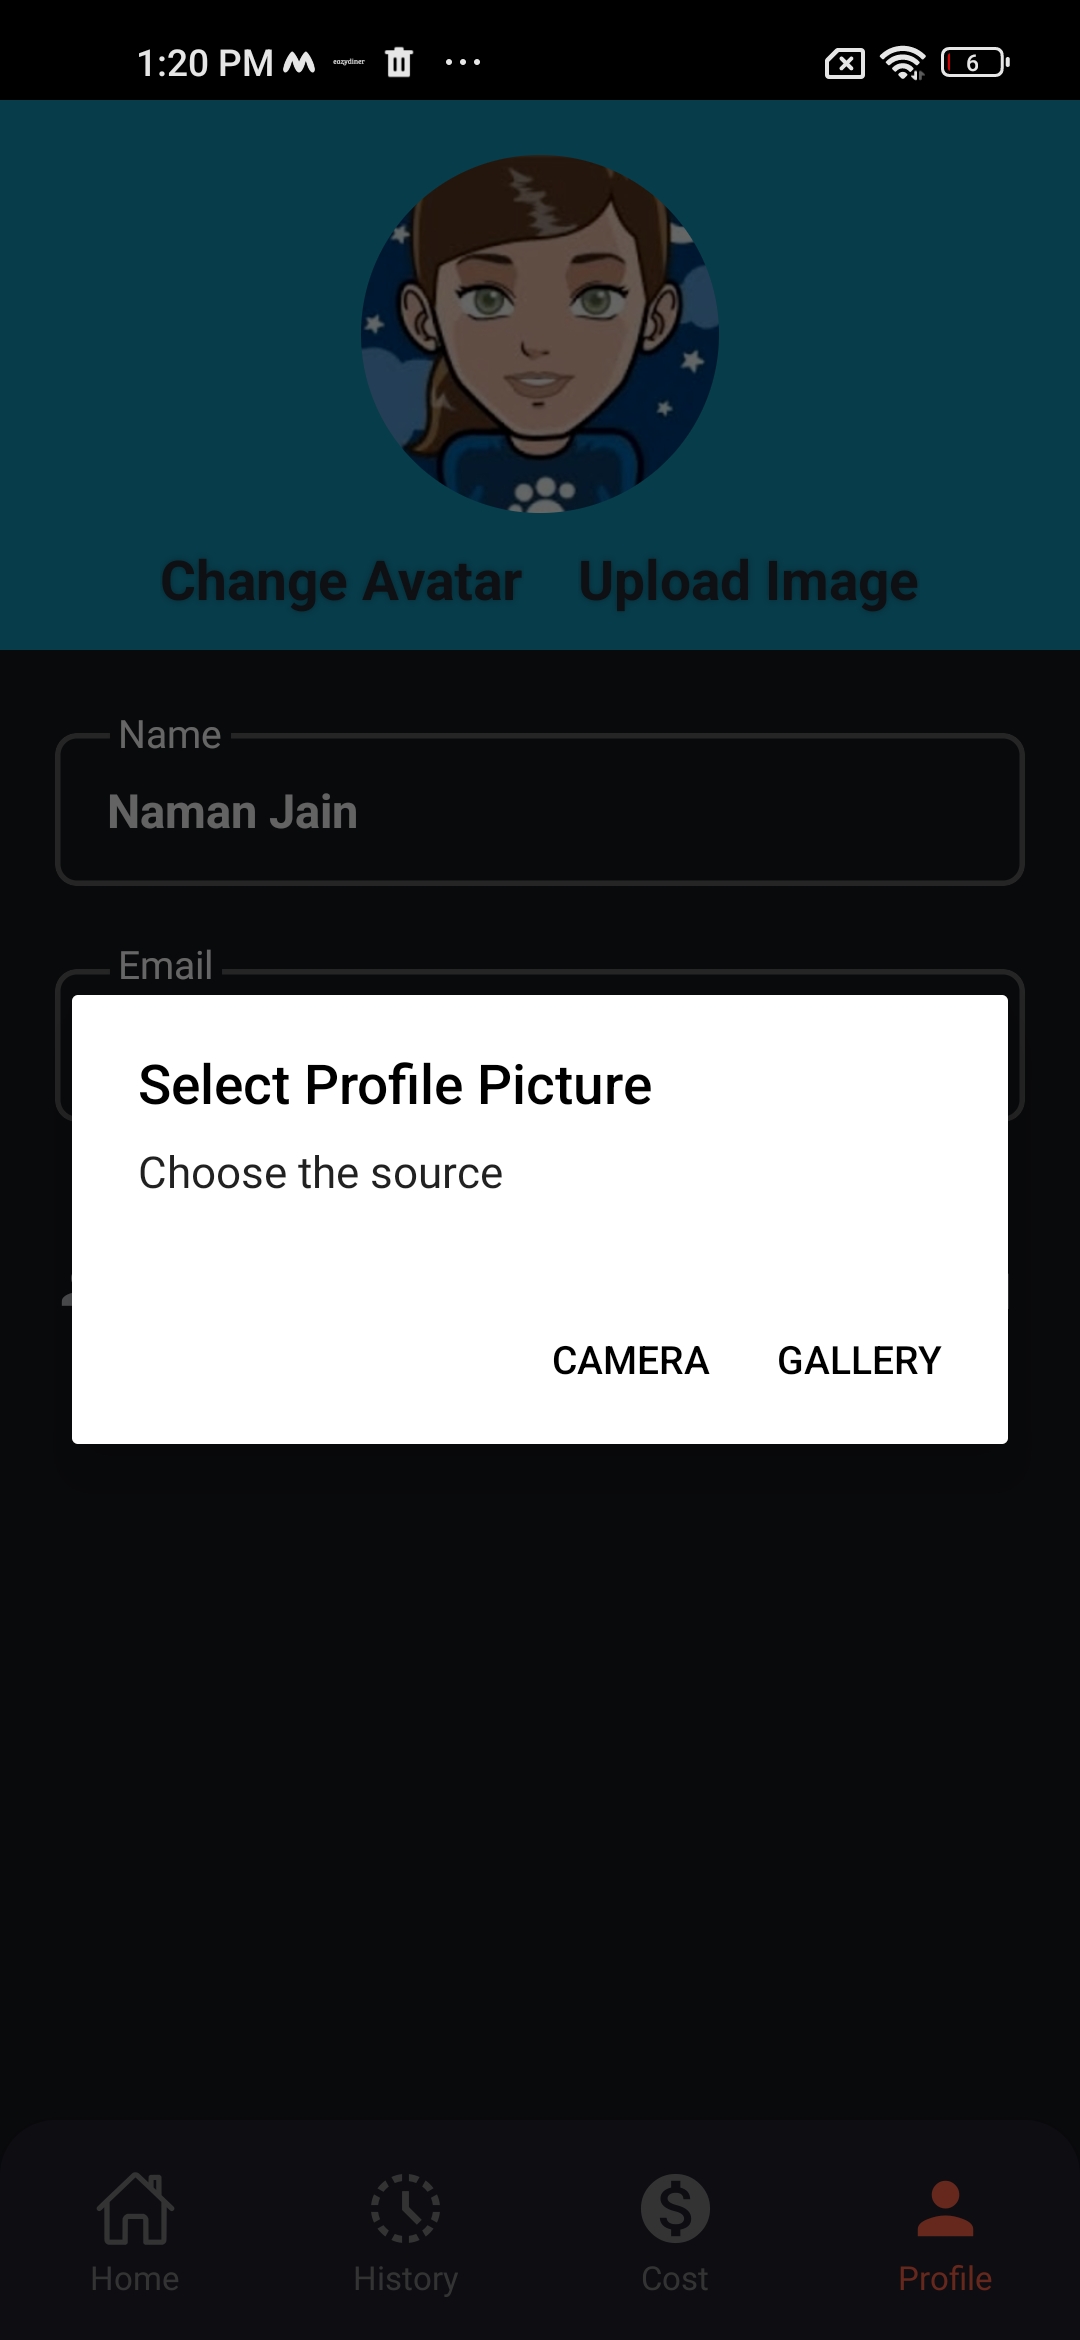 1:20 PM eazydiner 6
Change Avatar Upload Image
Name
Naman Jain
Email
Select Profile Picture
Choose the source
CAMERA GALLERY
Home History Cost Profile